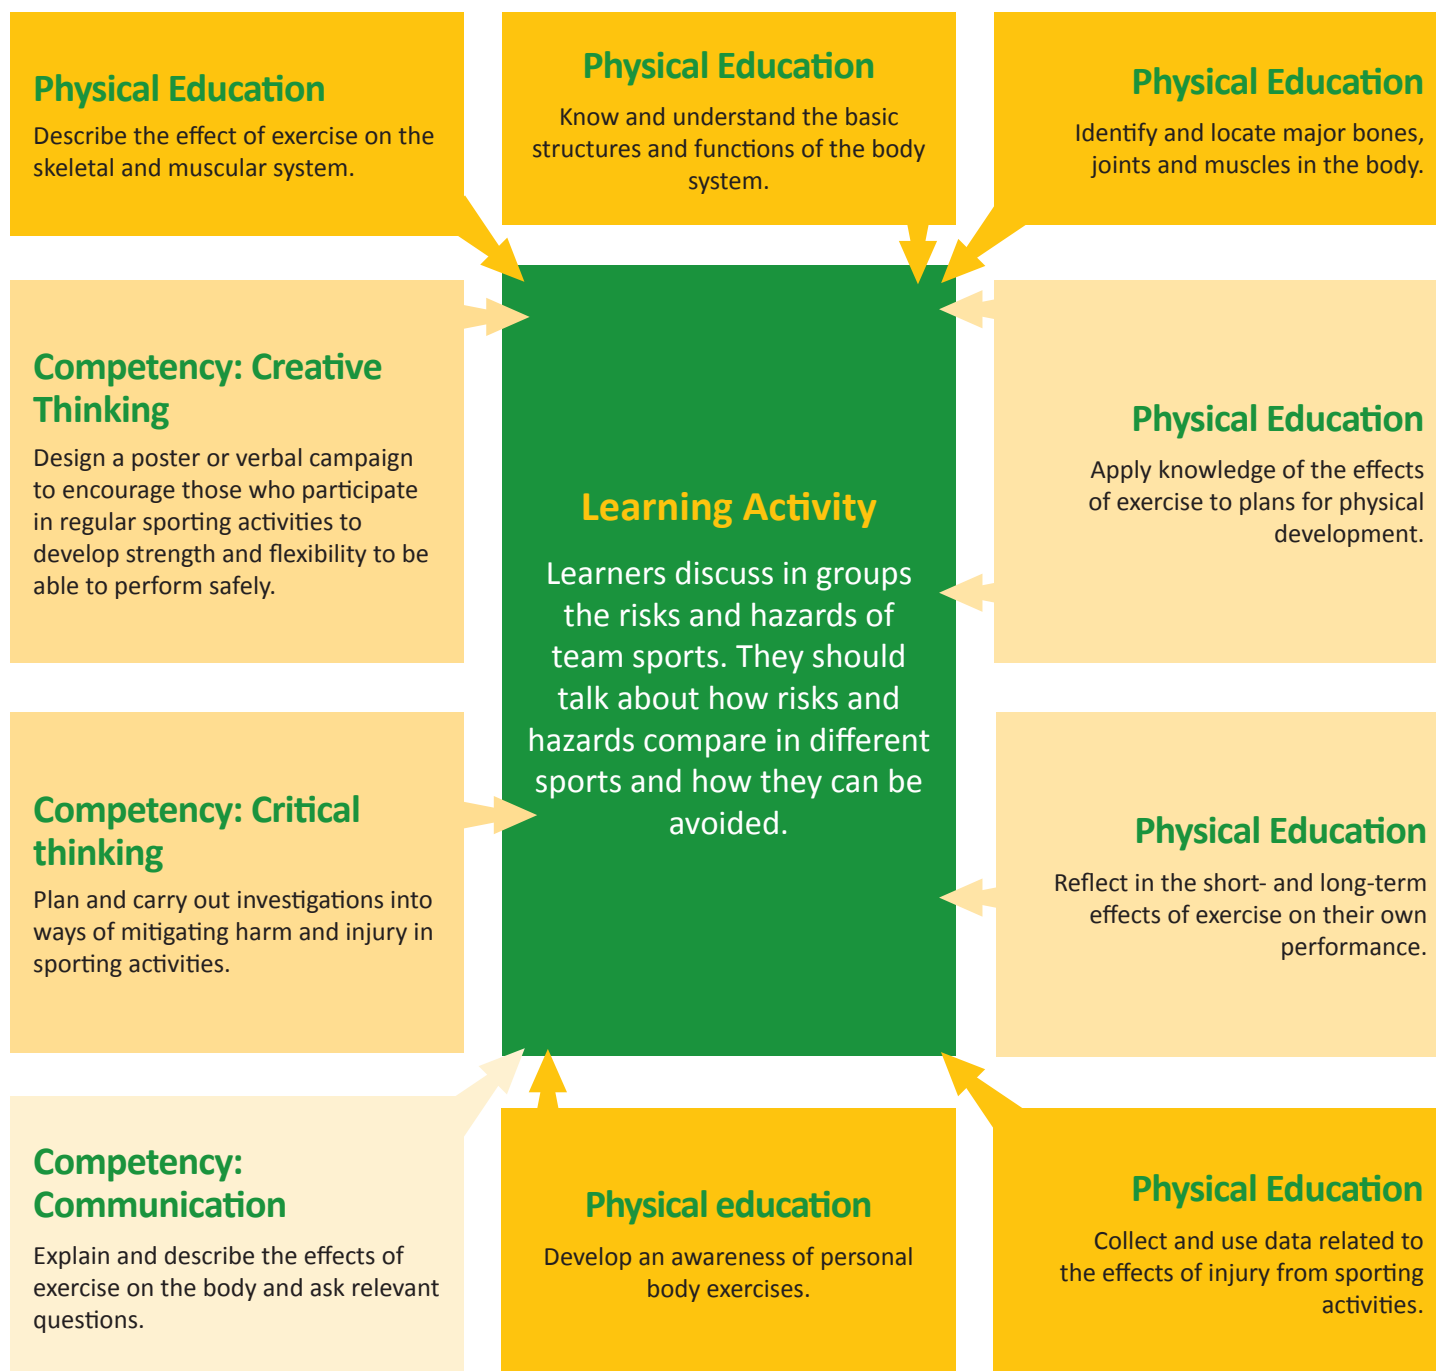 Physical Education
Describe the effect of exercise on the
skeletal and muscular system.
Physical Education
Know and understand the basic
structures and functions of the body
system.
Physical Education
Identify and locate major bones,
joints and muscles in the body.
Competency: Creative
Thinking
Design a poster or verbal campaign
to encourage those who participate
in regular sporting activities to
develop strength and flexibility to be
able to perform safely.
Learning Activity
Learners discuss in groups
the risks and hazards of
team sports. They should
talk about how risks and
hazards compare in different
sports and how they can be
avoided.
Physical Education
Apply knowledge of the effects
of exercise to plans for physical
development.
Competency: Critical
thinking
Plan and carry out investigations into
ways of mitigating harm and injury in
sporting activities.
Physical Education
Reflect in the short- and long-term
effects of exercise on their own
performance.
Competency:
Communication
Explain and describe the effects of
exercise on the body and ask relevant
questions.
Physical education
Develop an awareness of personal
body exercises.
Physical Education
Collect and use data related to
the effects of injury from sporting
activities.